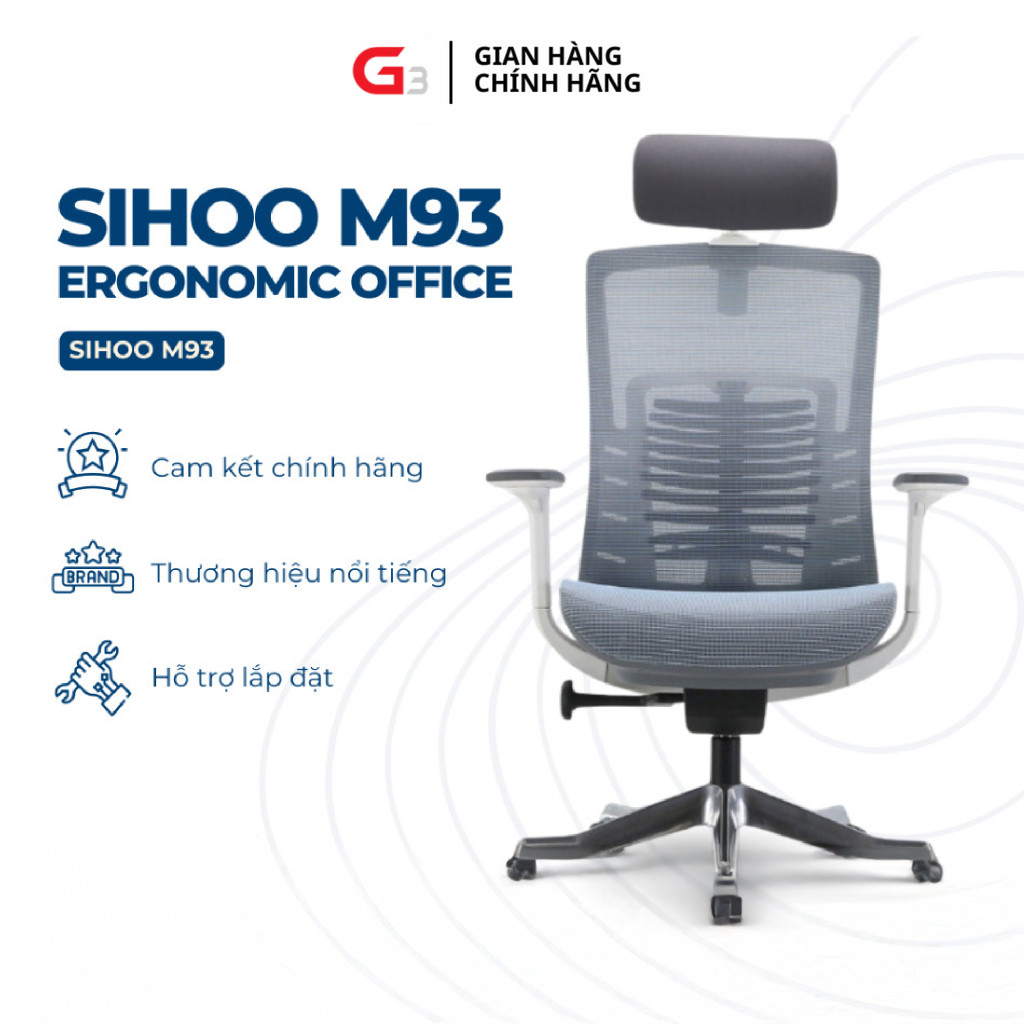 G3
GIAN HÀNG
CHÍNH HÃNG
SIHOO M93
ERGONOMIC OFFICE
SIHOO M93
Cam kết chính hãng
BRAND
Thương hiệu nổi tiếng
Hỗ trợ lắp đặt